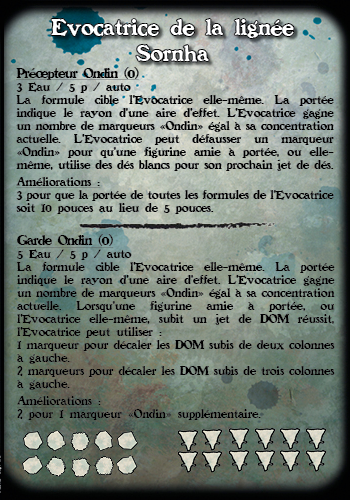 Evocatrice de la lignée
Sornha
Précepteur Ondin (0)
3 Eau / 5 p / auto
La formule cible l'Evocatrice elle-même. La portée
indique le rayon d'une aire d'effet. L'Evocatrice gagne
un nombre de marqueurs «Ondin» égal à sa concentration
actuelle. L'Evocatrice peut défausser un marqueur
«Ondin» pour qu'une figurine amie à portée, ou elle-
même, utilise des dés blancs pour son prochain jet de dés.
Améliorations :
3 pour que la portée de toutes les formules de l'Evocatrice
soit 10 pouces au lieu de 5 pouces.
Garde Ondin (0)
5 Eau / 5 p / auto
La formule cible l'Evocatrice elle-même. La portée
indique le rayon d'une aire d'effet. L'Evocatrice gagne
un nombre de marqueurs «Ondin» égal à sa concentration
actuelle. Lorsqu'une figurine amie à portée, ou
l'Evocatrice elle-même, subit un jet de DOM réussit,
l'Evocatrice peut utiliser :
1 marqueur pour décaler les DOM subis de deux colonnes
à gauche.
2 marqueurs pour décaler les DOM subis de trois colonnes
à gauche.
Améliorations :
2 pour 1 marqueur «Ondin» supplémentaire.